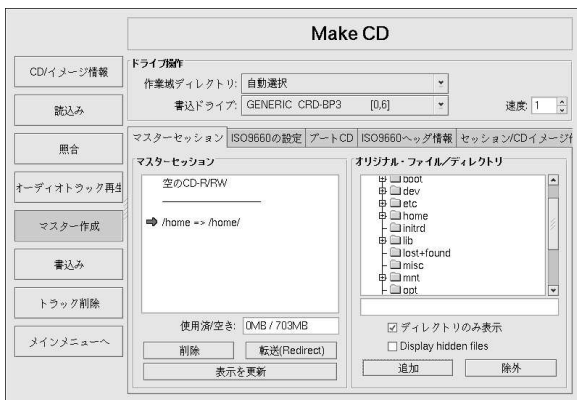 Make CD
CD/イメージ情報
読込み
照合
オーディオトラック再生
マスター作成
書込み
トラック削除
メインメニューへ
ドライブ操作
作業域ディレクトリ: 自動選択
書込ドライブ: GENERIC CRD-BP3 [0,6]
速度: 1
マスターセッション ISO9660の設定 ブートCD ISO9660ヘッダ情報 セッション/CDイメージ
マスターセッション
空のCD-R/RW
/home => /home/
使用済/空き: 0MB / 703MB
削除 転送(Redirect)
表示を更新
オリジナル・ファイル/ディレクトリ
boot
dev
etc
home
initrd
lib
lost+found
misc
mnt
opt
ディレクトリのみ表示
Display hidden files
追加 除外